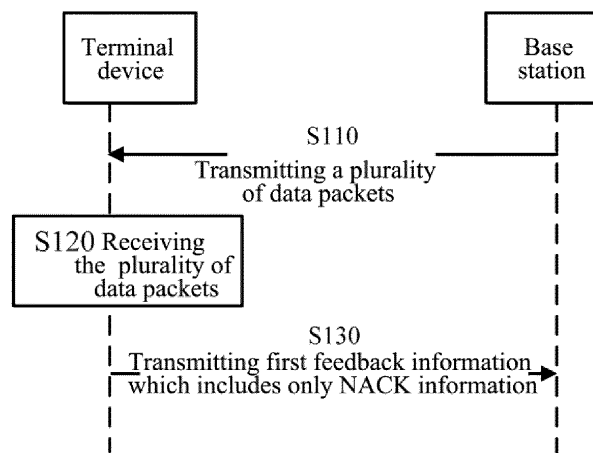 Terminal
device
Base
station
S110
Transmitting a plurality
of data packets
S120 Receiving
the plurality of
data packets
S130
Transmitting first feedback information
which includes only NACK information